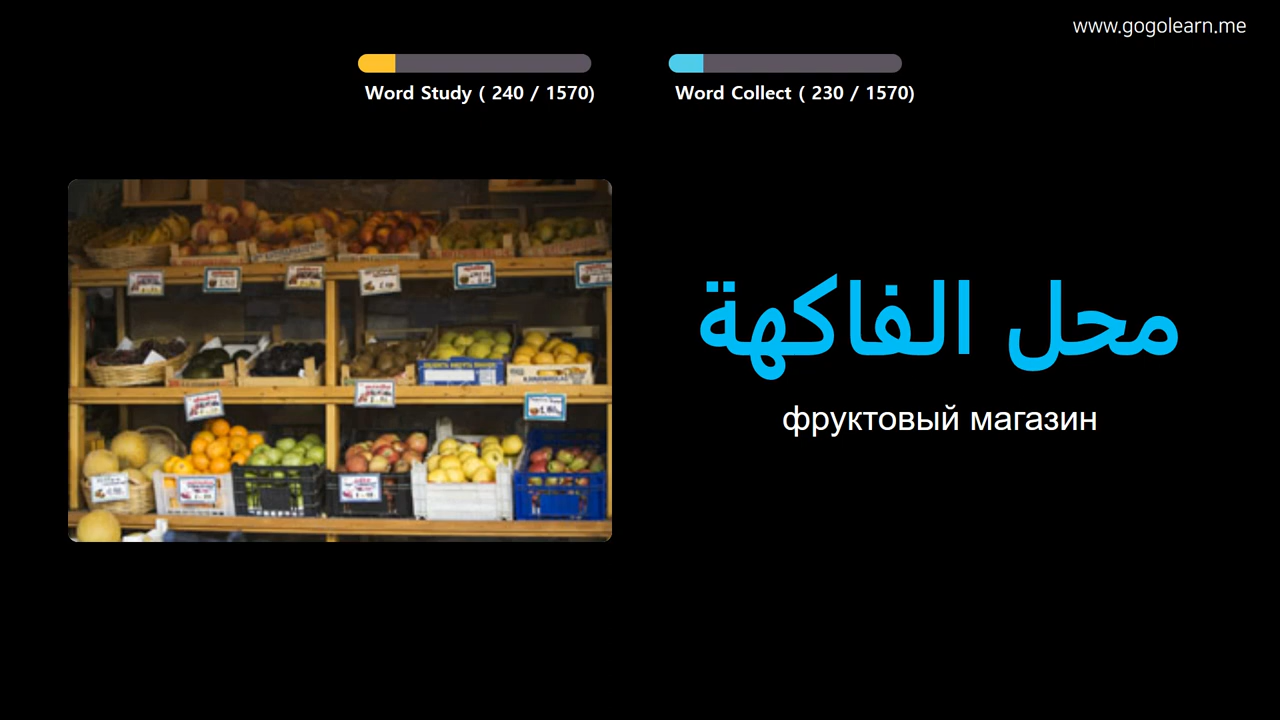 www.gogolearn.me
Word Study ( 240 / 1570)
Word Collect ( 230 / 1570)
محل الفاكهة
фруктовый магазин